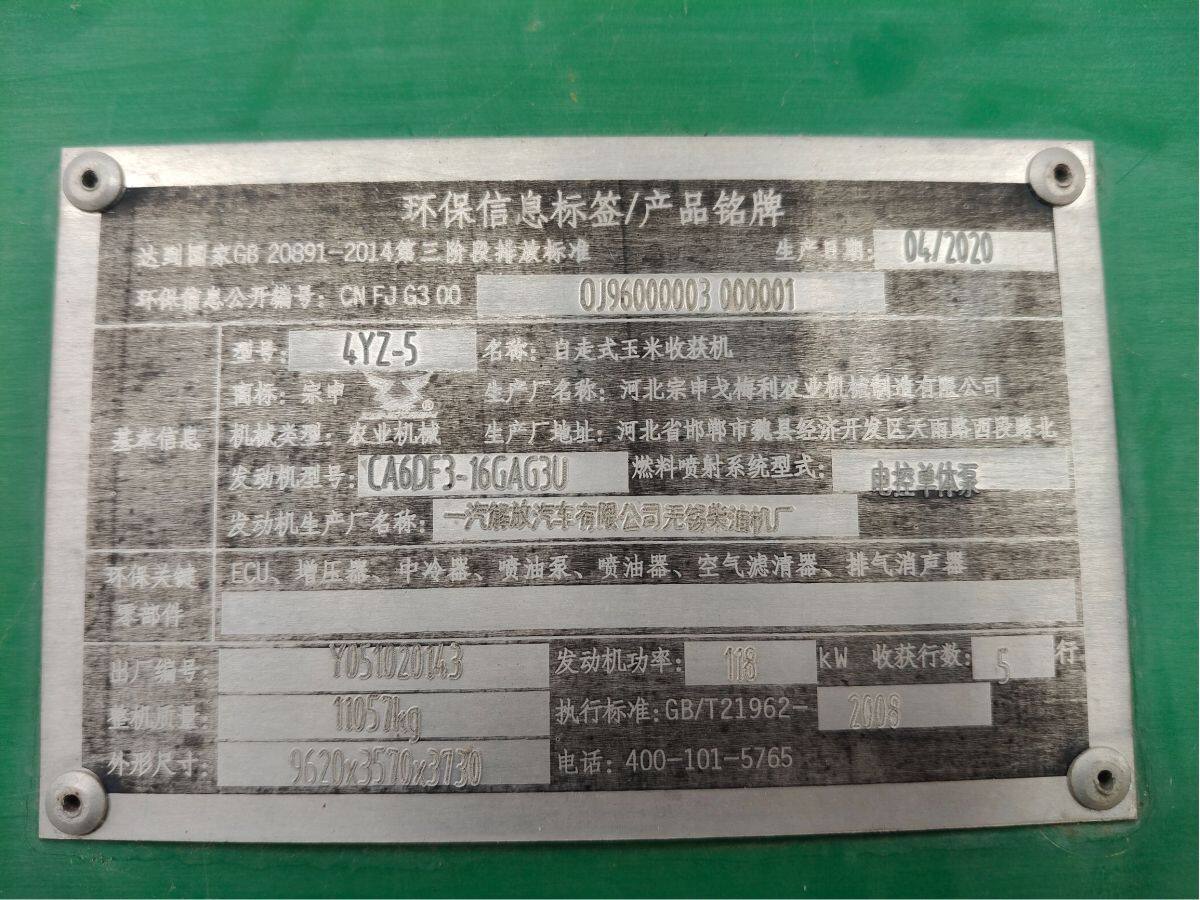 环保信息标签/产品铭牌
达到国家GB 20891-2014第三阶段排放标准 生产日期: 04/2020
环保信息公开编号: CN FJ G3 00 0J96000003 000001
型号: 4YZ-5 名称: 自走式玉米收获机
商标: 宗申 ® 生产厂名称: 河北宗申戈梅利农业机械制造有限公司
基本信息 机械类型: 农业机械 生产厂地址: 河北省邯郸市魏县经济开发区天雨路西段路北
发动机型号: CA6DF3-16GAG3U 燃料喷射系统型式: 电控单体泵
发动机生产厂名称: 一汽解放汽车有限公司无锡柴油机厂
环保关键零部件 ECU、增压器、中冷器、喷油泵、喷油器、空气滤清器、排气消声器
出厂编号: Y051020143 发动机功率: 118 kW 收获行数: 5 行
整机质量: 11057kg 执行标准: GB/T21962-2008
外形尺寸: 9620x3570x3730 电话: 400-101-5765